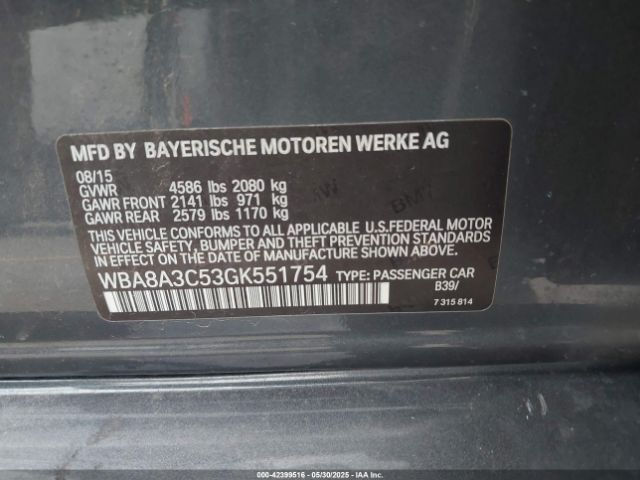 MFD BY BAYERISCHE MOTOREN WERKE AG
08/15
GVWR 4586 lbs 2080 kg
GAWR FRONT 2141 lbs 971 kg
GAWR REAR 2579 lbs 1170 kg
THIS VEHICLE CONFORMS TO ALL APPLICABLE U.S.FEDERAL MOTOR
VEHICLE SAFETY, BUMPER AND THEFT PREVENTION STANDARDS IN
EFFECT ON THE DATE OF MANUFACTURE SHOWN ABOVE.
WBA8A3C53GK551754 TYPE: PASSENGER CAR
B39/
7 315 814
000-42399516 05/30/2025 IAA Inc. | Copart